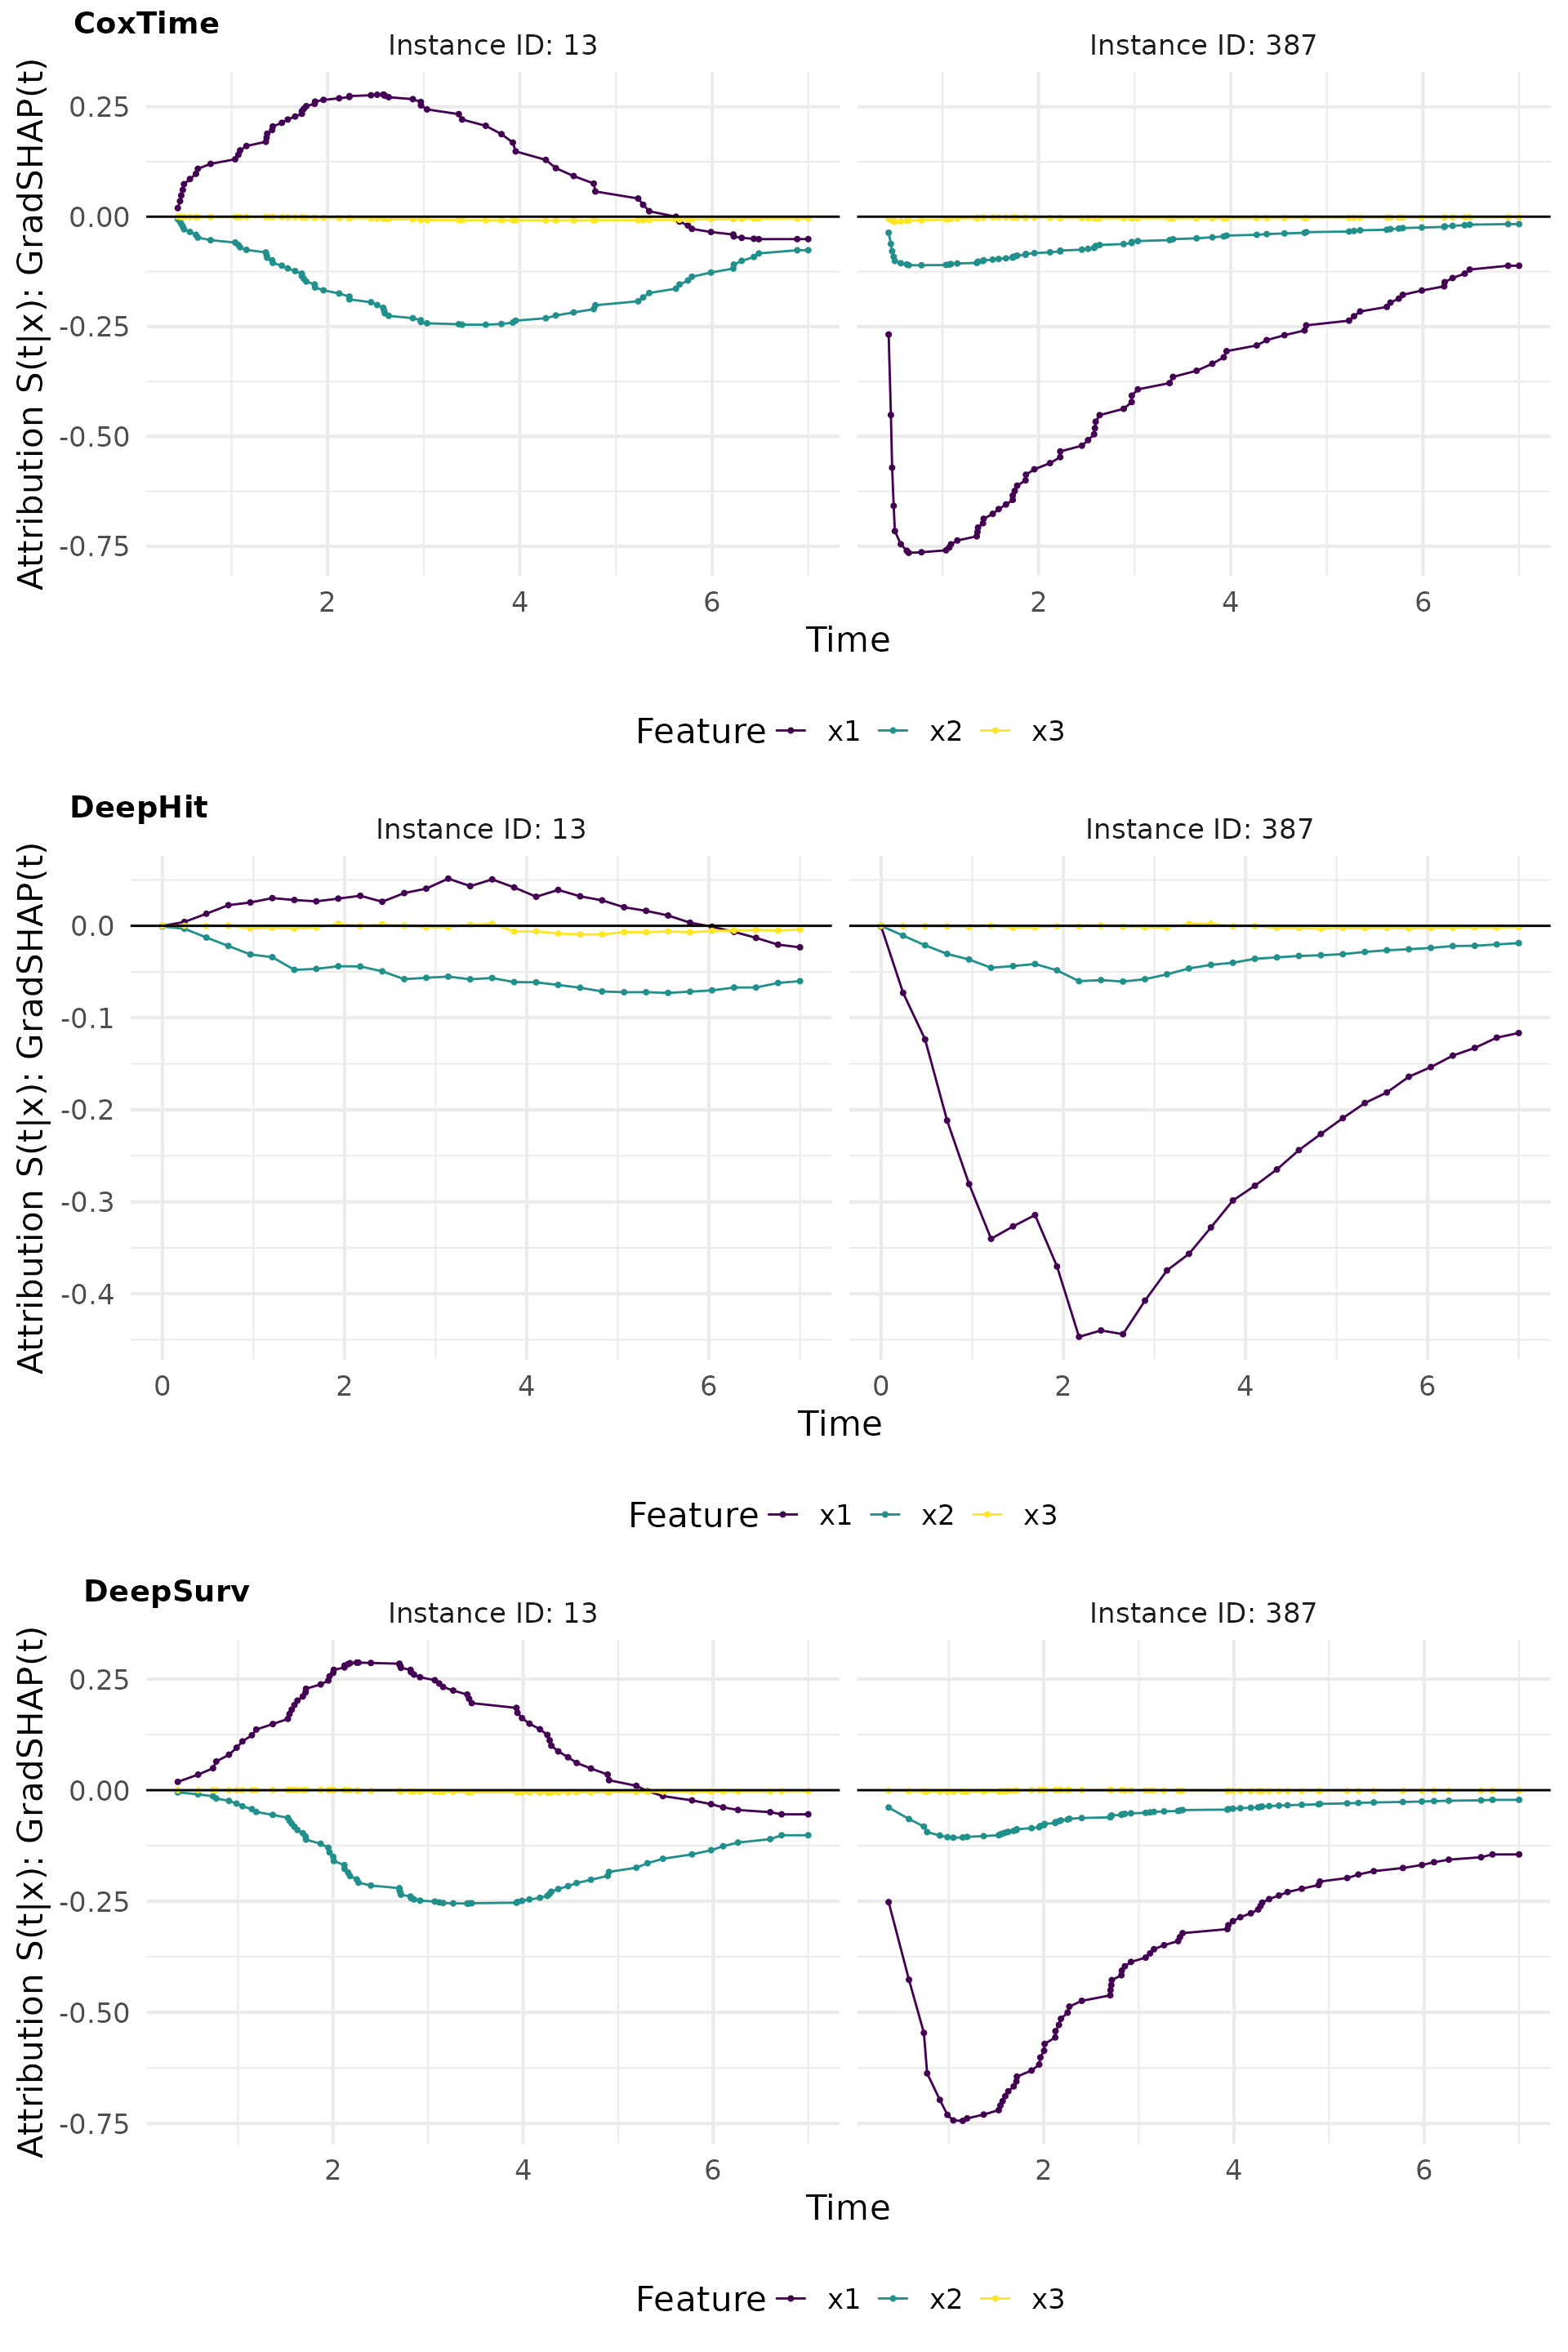 CoxTime
Instance ID: 13
Instance ID: 387
Attribution S(t|x): GradSHAP(t)
0.25
0.00
-0.25
-0.50
-0.75
2 4 6
2 4 6
Time
Feature x1 x2 x3
DeepHit
Instance ID: 13
Instance ID: 387
Attribution S(t|x): GradSHAP(t)
0.0
-0.1
-0.2
-0.3
-0.4
0 2 4 6
0 2 4 6
Time
Feature x1 x2 x3
DeepSurv
Instance ID: 13
Instance ID: 387
Attribution S(t|x): GradSHAP(t)
0.25
0.00
-0.25
-0.50
-0.75
2 4 6
2 4 6
Time
Feature x1 x2 x3